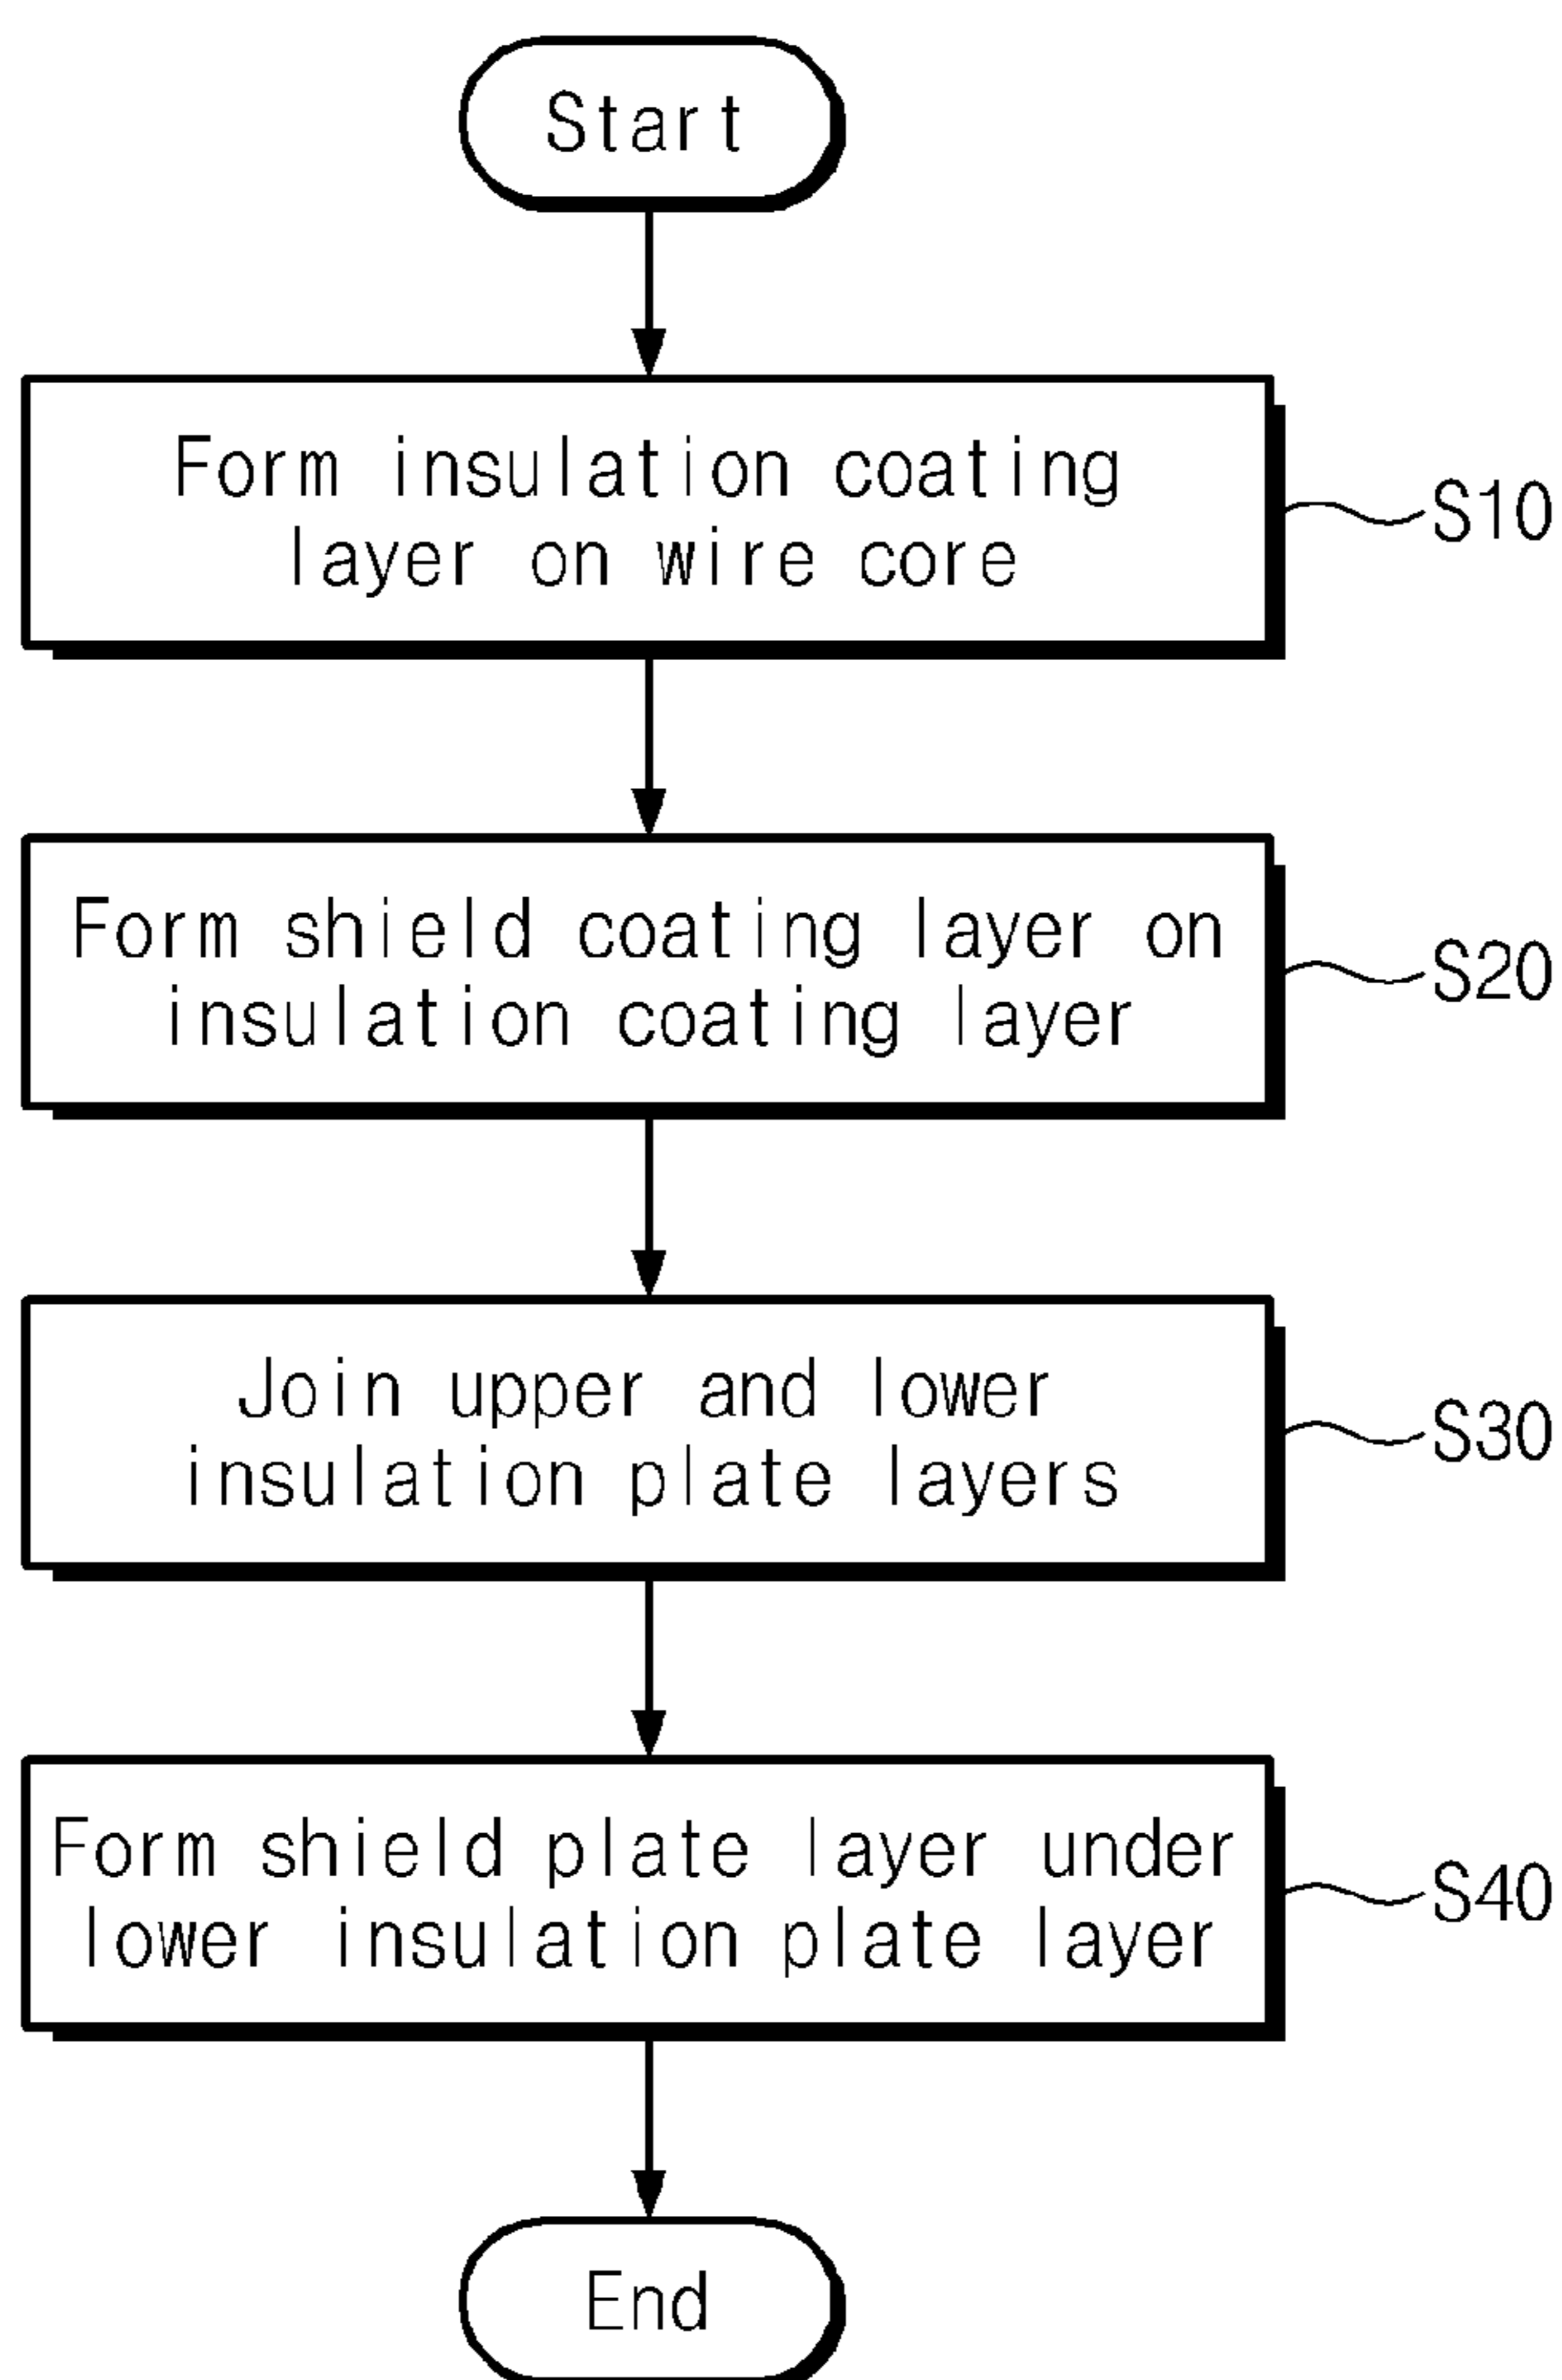 Start
Form insulation coating
layer on wire core
S10
Form shield coating layer on
insulation coating layer
S20
Join upper and lower
insulation plate layers
S30
Form shield plate layer under
lower insulation plate layer
S40
End